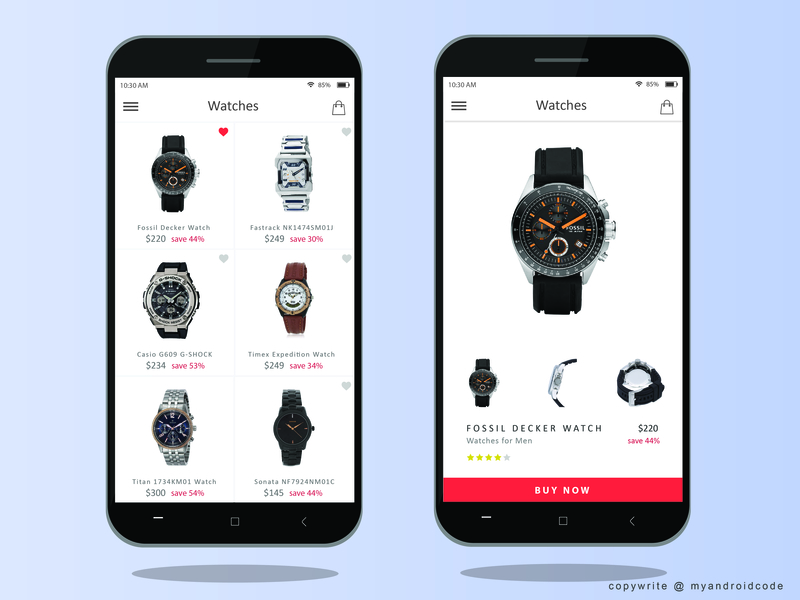 10:30 AM 85%
Watches
Fossil Decker Watch
$220 save 44%
Fastrack NK1474SM01J
$249 save 30%
G-SHOCK
Casio G609 G-SHOCK
$234 save 53%
Timex Expedition Watch
$249 save 34%
Titan 1734KM01 Watch
$300 save 54%
Sonata NF7924NM01C
$145 save 44%
10:30 AM 85%
Watches
FOSSIL
FOSSIL DECKER WATCH $220
Watches for Men save 44%
BUY NOW
copywrite @ myandroidcode